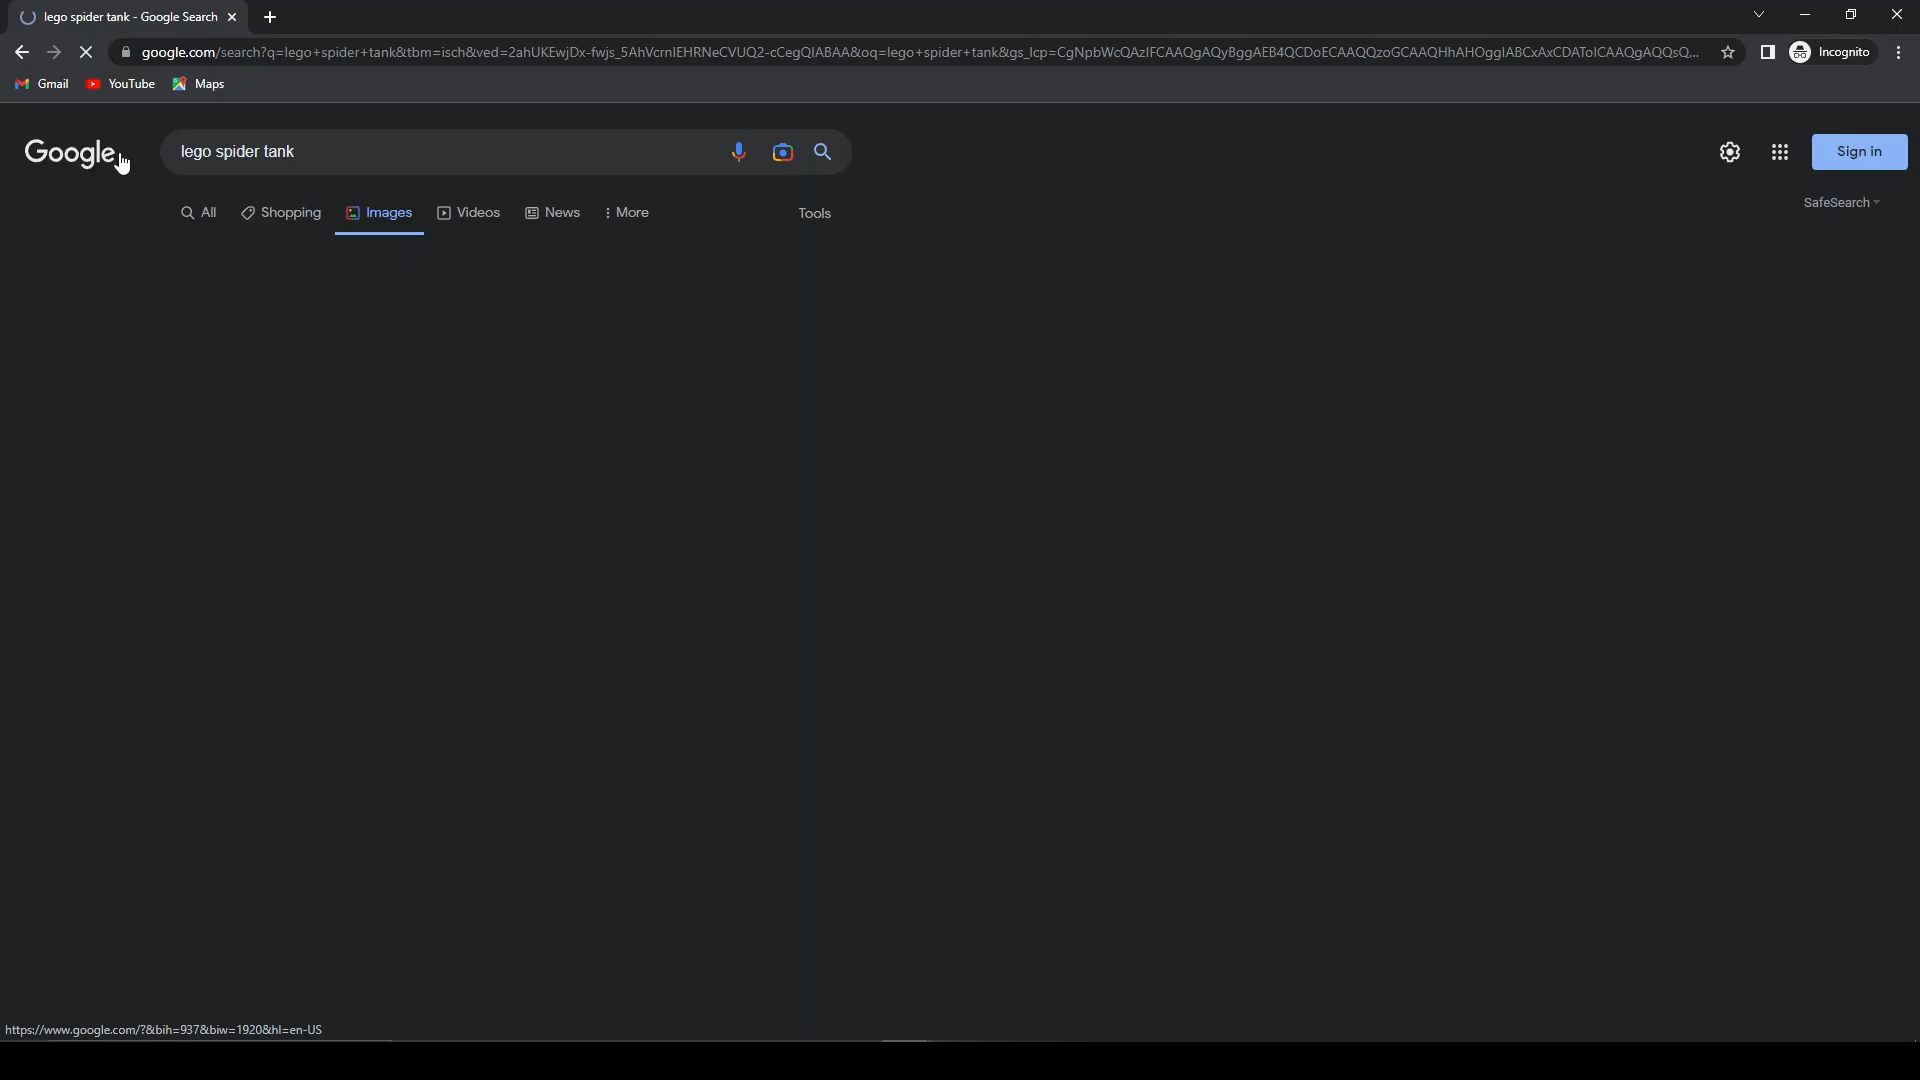 lego spider tank - Google Search
google.com/search?q=lego+spider+tank&tbm=isch&ved=2ahUKEwjDx-fwjs_5AhVcrnIEHRNeCVUQ2-cCegQIABAA&oq=lego+spider+tank&gs_lcp=CgNpbWcQAzIFCAAQgAQyBggAEB4QCDoECAAQQzoGCAAQHhAHOggIABCxAxCDAToICAAQgAQQsQ...
Incognito
Gmail YouTube Maps
Google
lego spider tank
Sign in
All Shopping Images Videos News More Tools
SafeSearch
https://www.google.com/?&bih=937&biw=1920&hl=en-US